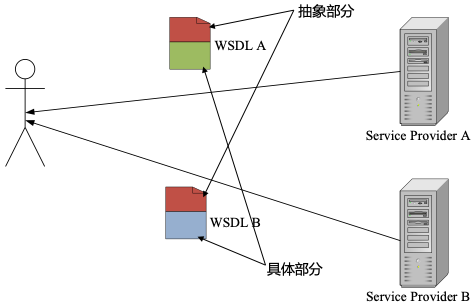 抽象部分
WSDL A
Service Provider A
WSDL B
具体部分
Service Provider B